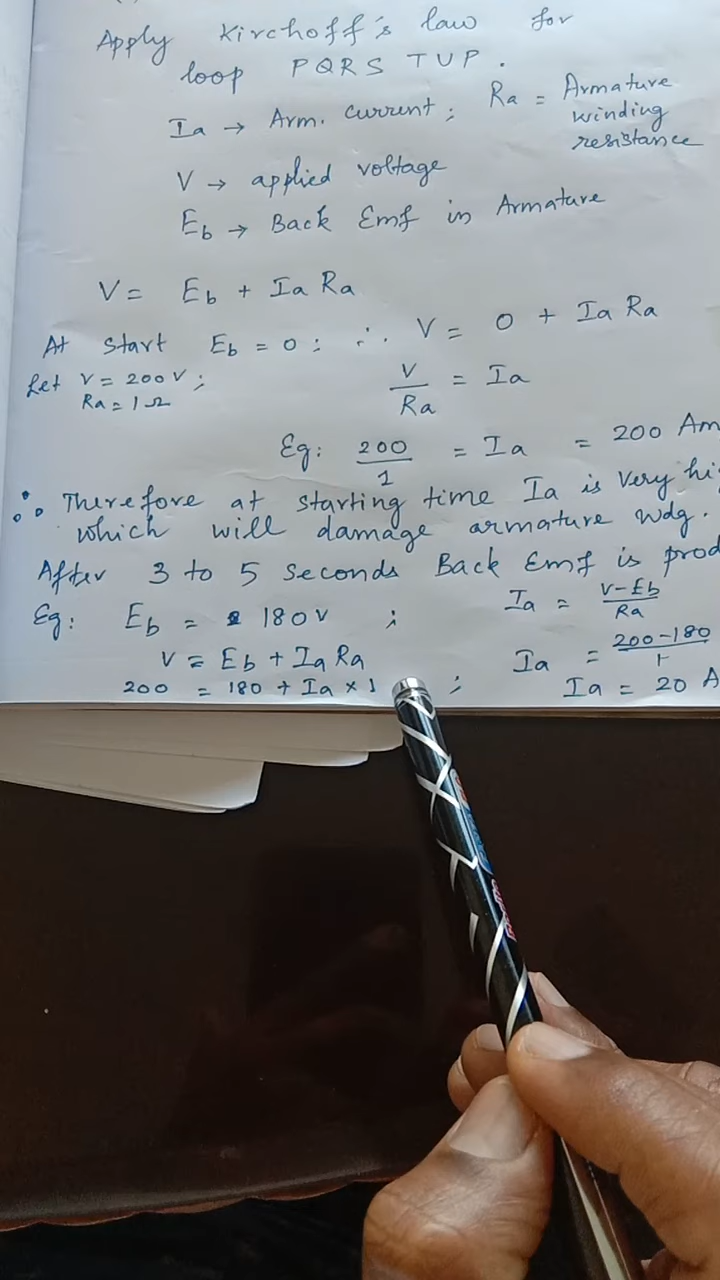 Apply Kirchoff's law for
loop PQRS TUP.
Ia → Arm. current; Ra = Armature
winding
resistance
V → applied voltage
Eb → Back Emf in Armature
V = Eb + Ia Ra
At start Eb = 0 : ∴ V = 0 + Ia Ra
Let V = 200 V;
Ra = 1Ω
V/Ra = Ia
Eg: 200/1 = Ia = 200 Am
∴ Therefore at starting time Ia is very hi
which will damage armature wdg.
After 3 to 5 seconds Back Emf is prod
Eg: Eb = 180V ; Ia = V-Eb/Ra
V = Eb + Ia Ra Ia = 200-180/1
200 = 180 + Ia × 1 ; Ia = 20 A